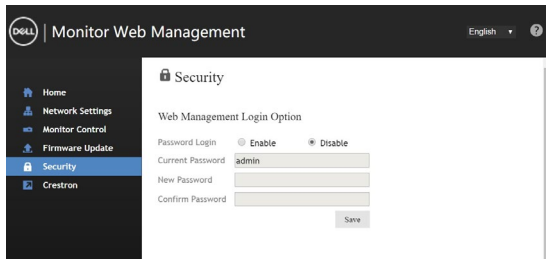 DELL | Monitor Web Management
English
?
Home
Network Settings
Monitor Control
Firmware Update
Security
Crestron
Security
Web Management Login Option
Password Login Enable Disable
Current Password admin
New Password
Confirm Password
Save